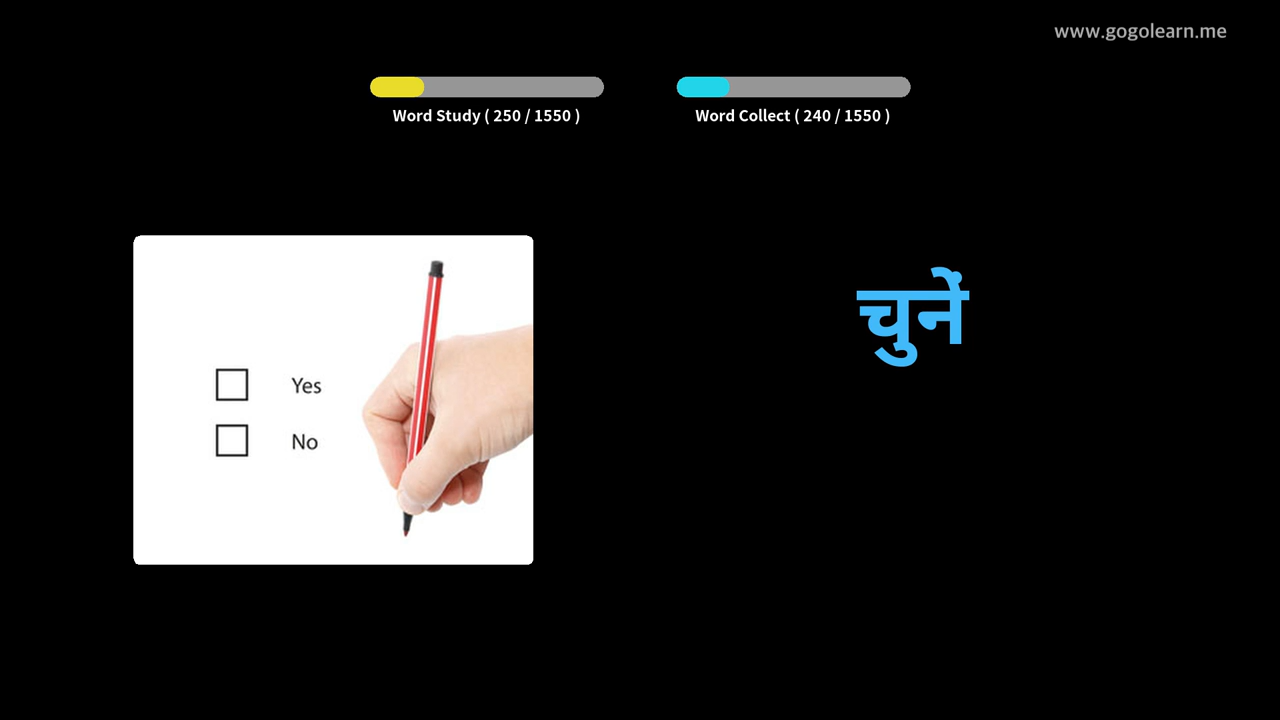 www.gogolearn.me
Word Study ( 250 / 1550 )
Word Collect ( 240 / 1550 )
चुनें
Yes
No